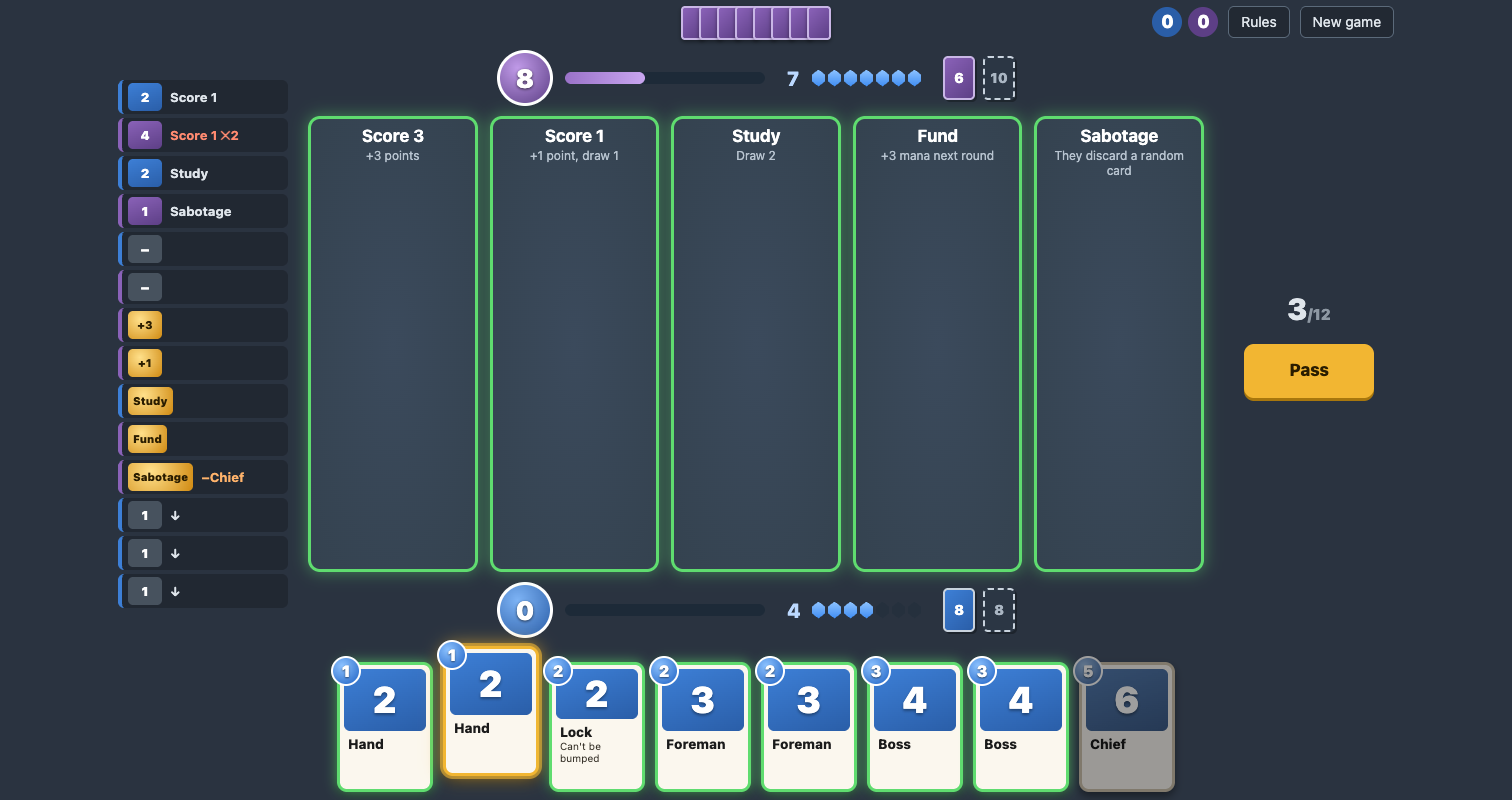 0 0 Rules New game
8 7 6 10
2 Score 1
4 Score 1 ×2
2 Study
1 Sabotage
–
–
+3
+1
Study
Fund
Sabotage –Chief
1 ↓
1 ↓
1 ↓
Score 3
+3 points
Score 1
+1 point, draw 1
Study
Draw 2
Fund
+3 mana next round
Sabotage
They discard a random
card
3/12
Pass
0 4 8 8
1
2
Hand
1
2
Hand
2
2
Lock
Can't be
bumped
2
3
Foreman
2
3
Foreman
3
4
Boss
3
4
Boss
5
6
Chief